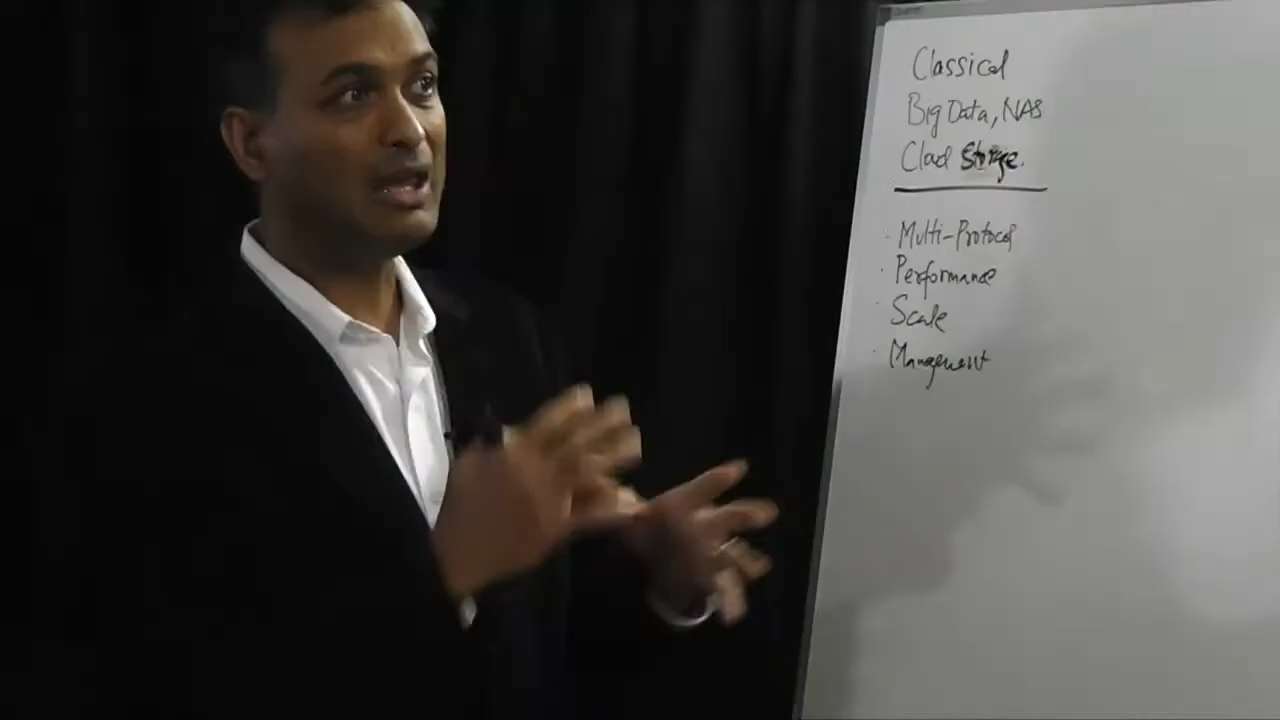 Classical
Big Data, NAS
Cloud Storage.
· Multi-Protocol
· Performance
· Scale
· Management